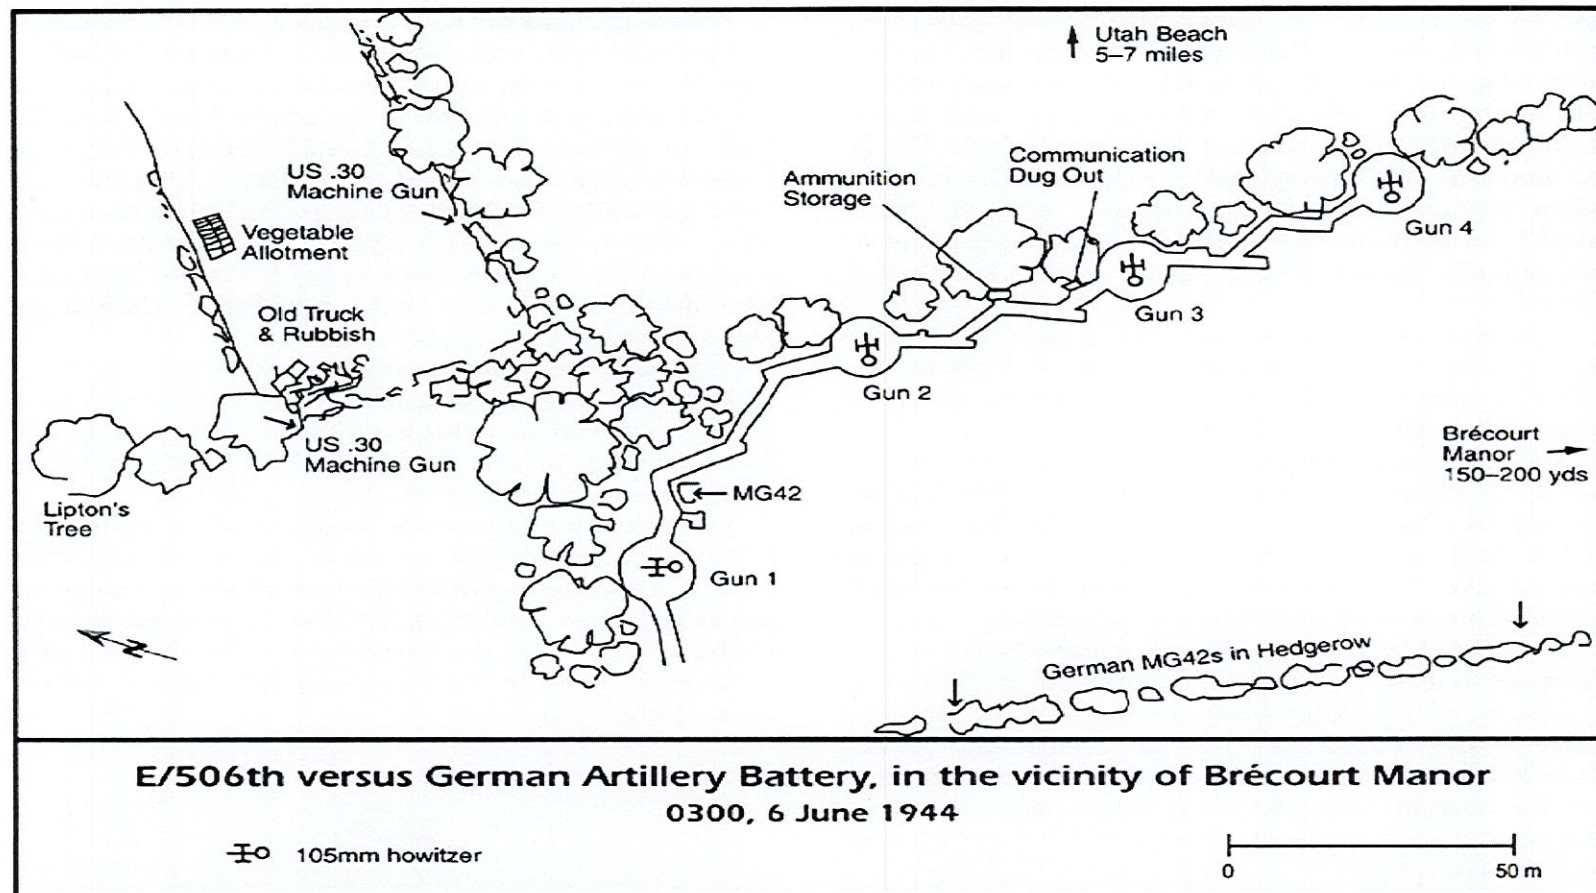 Utah Beach
5–7 miles
US .30
Machine Gun
Vegetable
Allotment
Old Truck
& Rubbish
US .30
Machine Gun
Lipton's
Tree
Ammunition
Storage
Communication
Dug Out
Gun 4
Gun 3
Gun 2
MG42
Gun 1
Brécourt
Manor
150–200 yds
N
German MG42s in Hedgerow
E/506th versus German Artillery Battery, in the vicinity of Brécourt Manor
0300, 6 June 1944
105mm howitzer
0
50 m